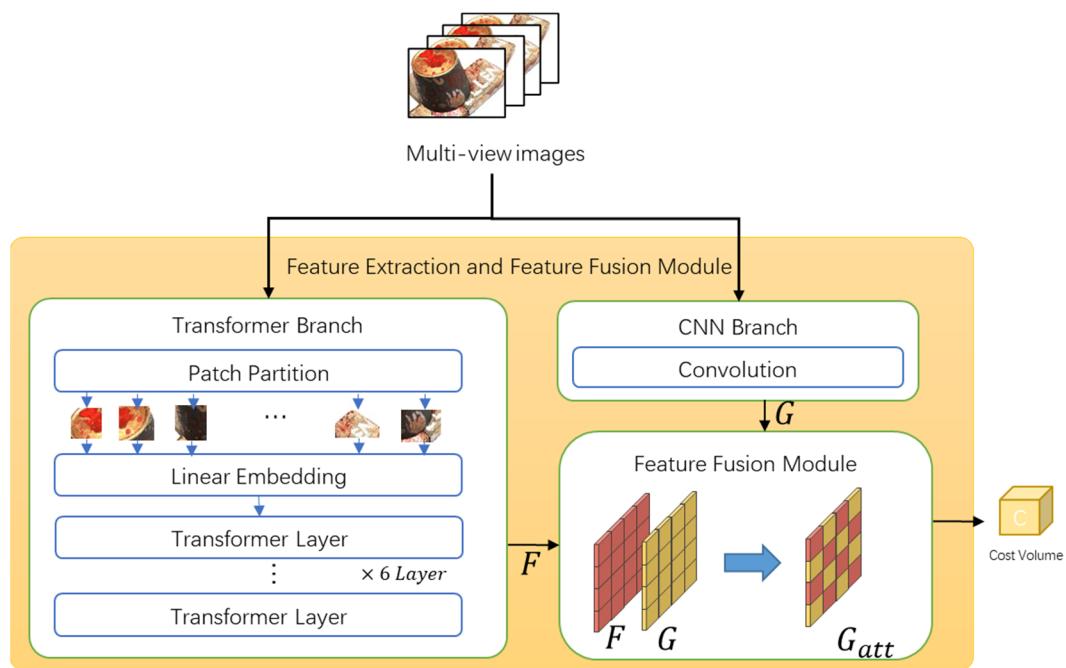 Multi-view images
Feature Extraction and Feature Fusion Module
Transformer Branch
Patch Partition
...
Linear Embedding
Transformer Layer
⋮
× 6 Layer
Transformer Layer
F
CNN Branch
Convolution
G
Feature Fusion Module
F
G
G_att
C
Cost Volume